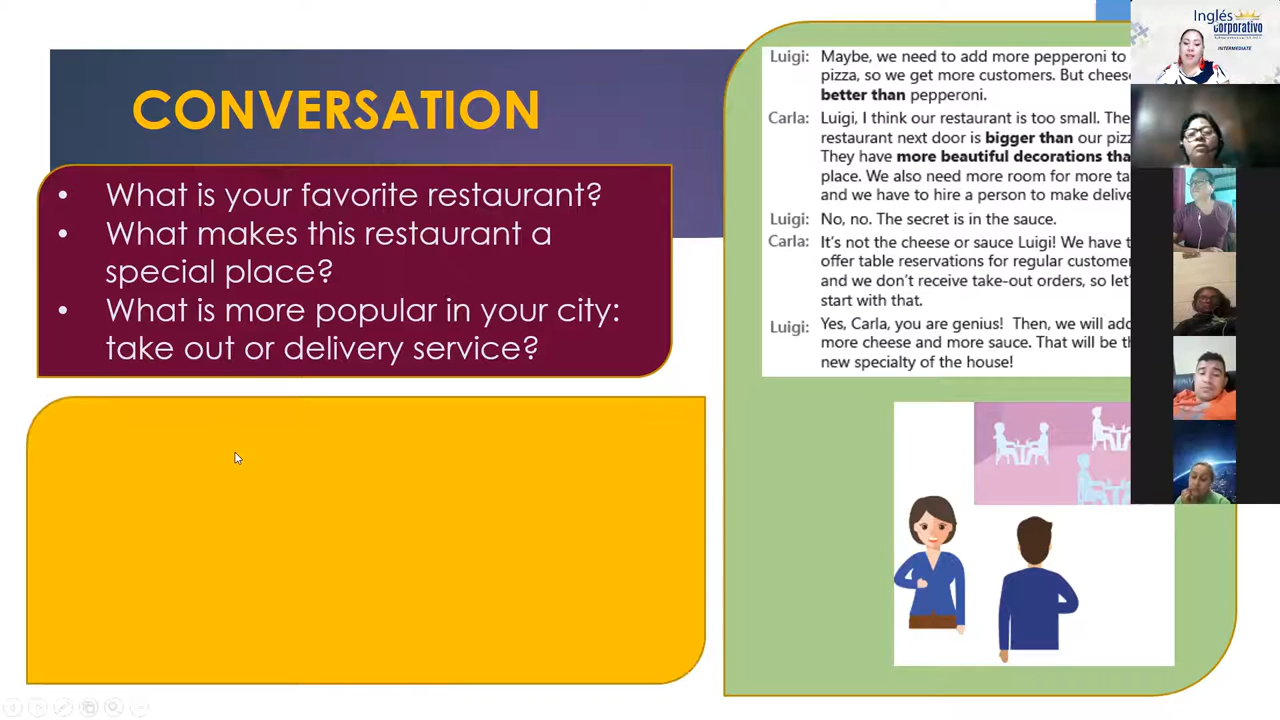 CONVERSATION
• What is your favorite restaurant?
• What makes this restaurant a
special place?
• What is more popular in your city:
take out or delivery service?
Luigi: Maybe, we need to add more pepperoni to
pizza, so we get more customers. But chees
better than pepperoni.
Carla: Luigi, I think our restaurant is too small. The
restaurant next door is bigger than our piz
They have more beautiful decorations tha
place. We also need more room for more ta
and we have to hire a person to make delive
Luigi: No, no. The secret is in the sauce.
Carla: It's not the cheese or sauce Luigi! We have t
offer table reservations for regular custome
and we don't receive take-out orders, so let'
start with that.
Luigi: Yes, Carla, you are genius! Then, we will add
more cheese and more sauce. That will be th
new specialty of the house!
Inglés
Corporativo
INTERMEDIATE